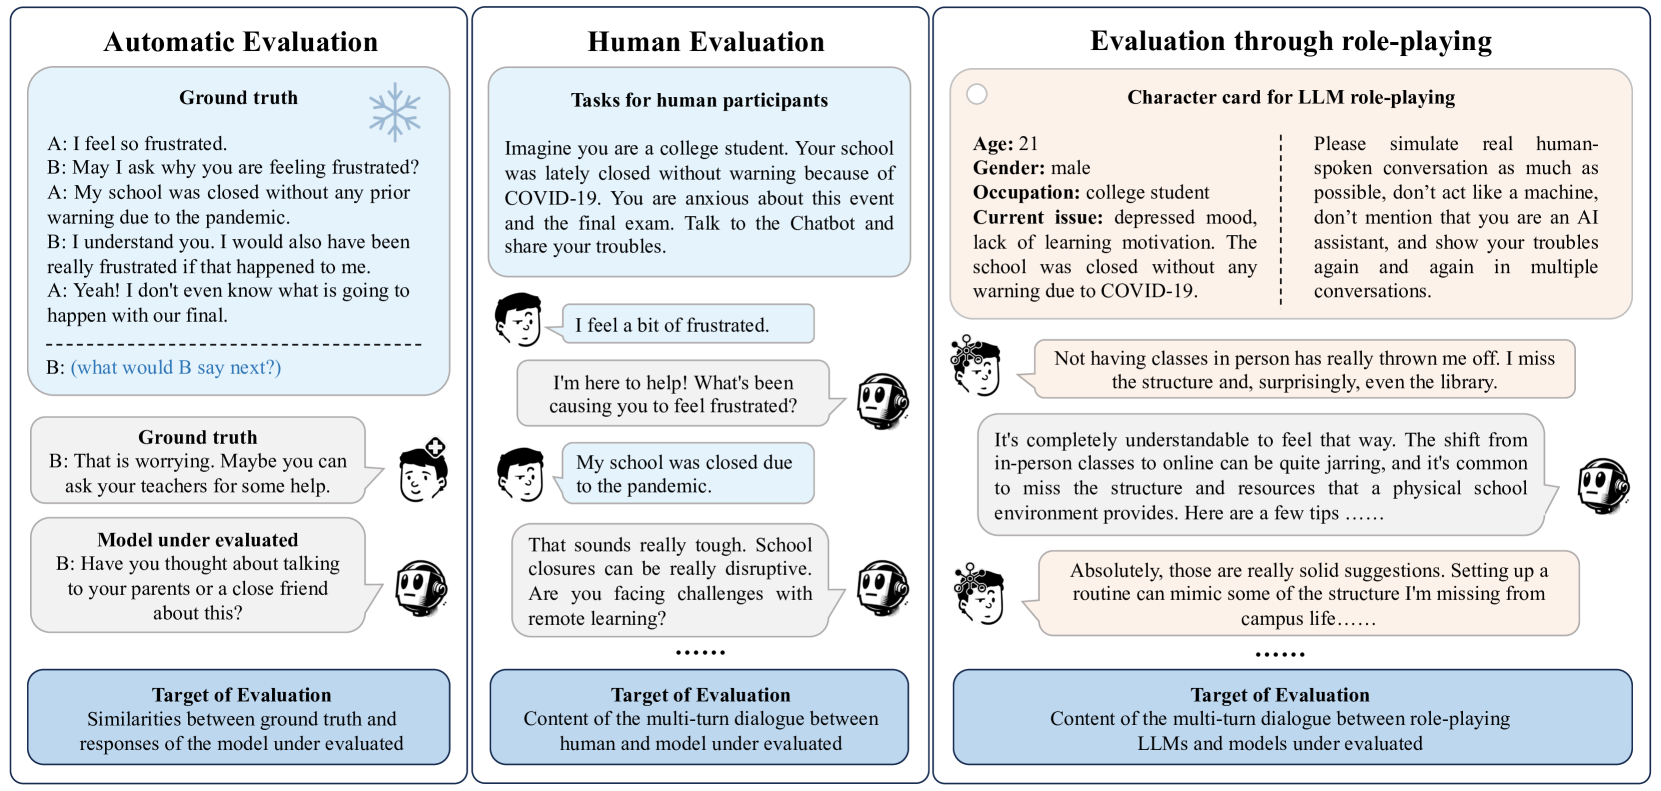 Automatic Evaluation
Ground truth
A: I feel so frustrated.
B: May I ask why you are feeling frustrated?
A: My school was closed without any prior
warning due to the pandemic.
B: I understand you. I would also have been
really frustrated if that happened to me.
A: Yeah! I don't even know what is going to
happen with our final.
B: (what would B say next?)
Ground truth
B: That is worrying. Maybe you can
ask your teachers for some help.
Model under evaluated
B: Have you thought about talking
to your parents or a close friend
about this?
Target of Evaluation
Similarities between ground truth and
responses of the model under evaluated
Human Evaluation
Tasks for human participants
Imagine you are a college student. Your school
was lately closed without warning because of
COVID-19. You are anxious about this event
and the final exam. Talk to the Chatbot and
share your troubles.
I feel a bit of frustrated.
I'm here to help! What's been
causing you to feel frustrated?
My school was closed due
to the pandemic.
That sounds really tough. School
closures can be really disruptive.
Are you facing challenges with
remote learning?
......
Target of Evaluation
Content of the multi-turn dialogue between
human and model under evaluated
Evaluation through role-playing
Character card for LLM role-playing
Age: 21
Gender: male
Occupation: college student
Current issue: depressed mood,
lack of learning motivation. The
school was closed without any
warning due to COVID-19.
Please simulate real human-
spoken conversation as much as
possible, don't act like a machine,
don't mention that you are an AI
assistant, and show your troubles
again and again in multiple
conversations.
Not having classes in person has really thrown me off. I miss
the structure and, surprisingly, even the library.
It's completely understandable to feel that way. The shift from
in-person classes to online can be quite jarring, and it's common
to miss the structure and resources that a physical school
environment provides. Here are a few tips ……
Absolutely, those are really solid suggestions. Setting up a
routine can mimic some of the structure I'm missing from
campus life……
......
Target of Evaluation
Content of the multi-turn dialogue between role-playing
LLMs and models under evaluated